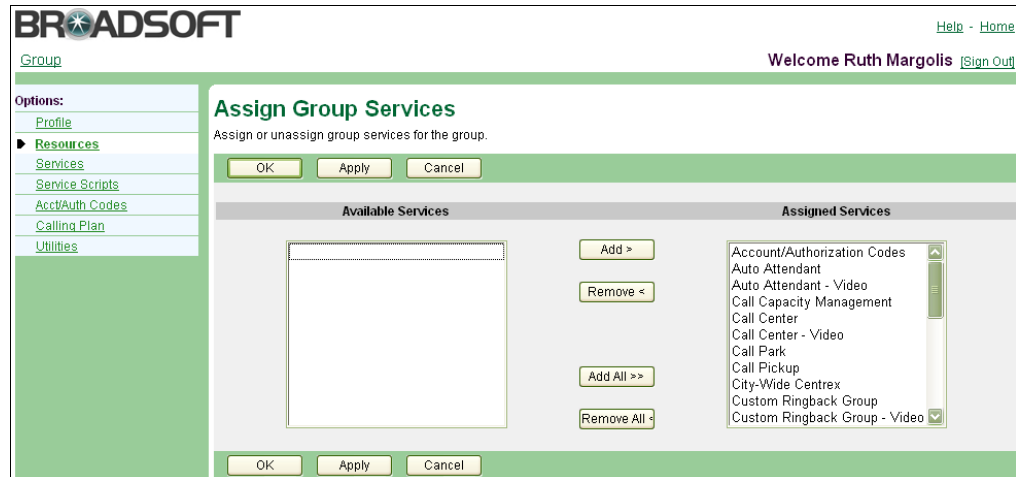 BROADSOFT
Help - Home
Group
Welcome Ruth Margolis [Sign Out]
Options:
Profile
Resources
Services
Service Scripts
Acct/Auth Codes
Calling Plan
Utilities
Assign Group Services
Assign or unassign group services for the group.
OK Apply Cancel
Available Services
Assigned Services
Add >
Remove <
Add All >>
Remove All <
Account/Authorization Codes
Auto Attendant
Auto Attendant - Video
Call Capacity Management
Call Center
Call Center - Video
Call Park
Call Pickup
City-Wide Centrex
Custom Ringback Group
Custom Ringback Group - Video
OK Apply Cancel